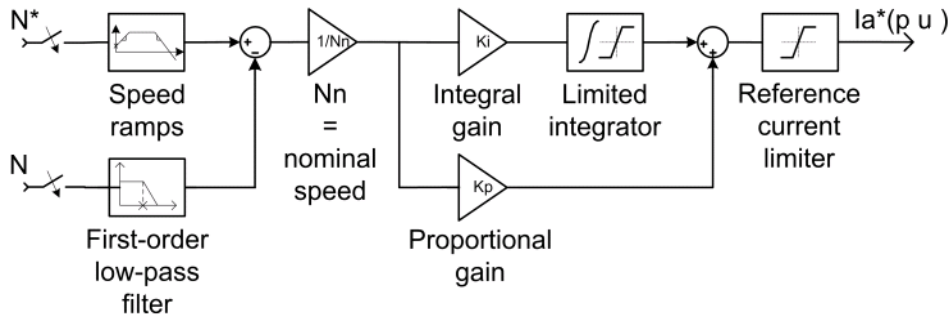 N*
Ia*(p u )
+
-
1/Nn
Ki
+
+
Speed
ramps
Nn
=
nominal
speed
Integral
gain
Limited
integrator
Reference
current
limiter
N
Kp
First-order
low-pass
filter
Proportional
gain